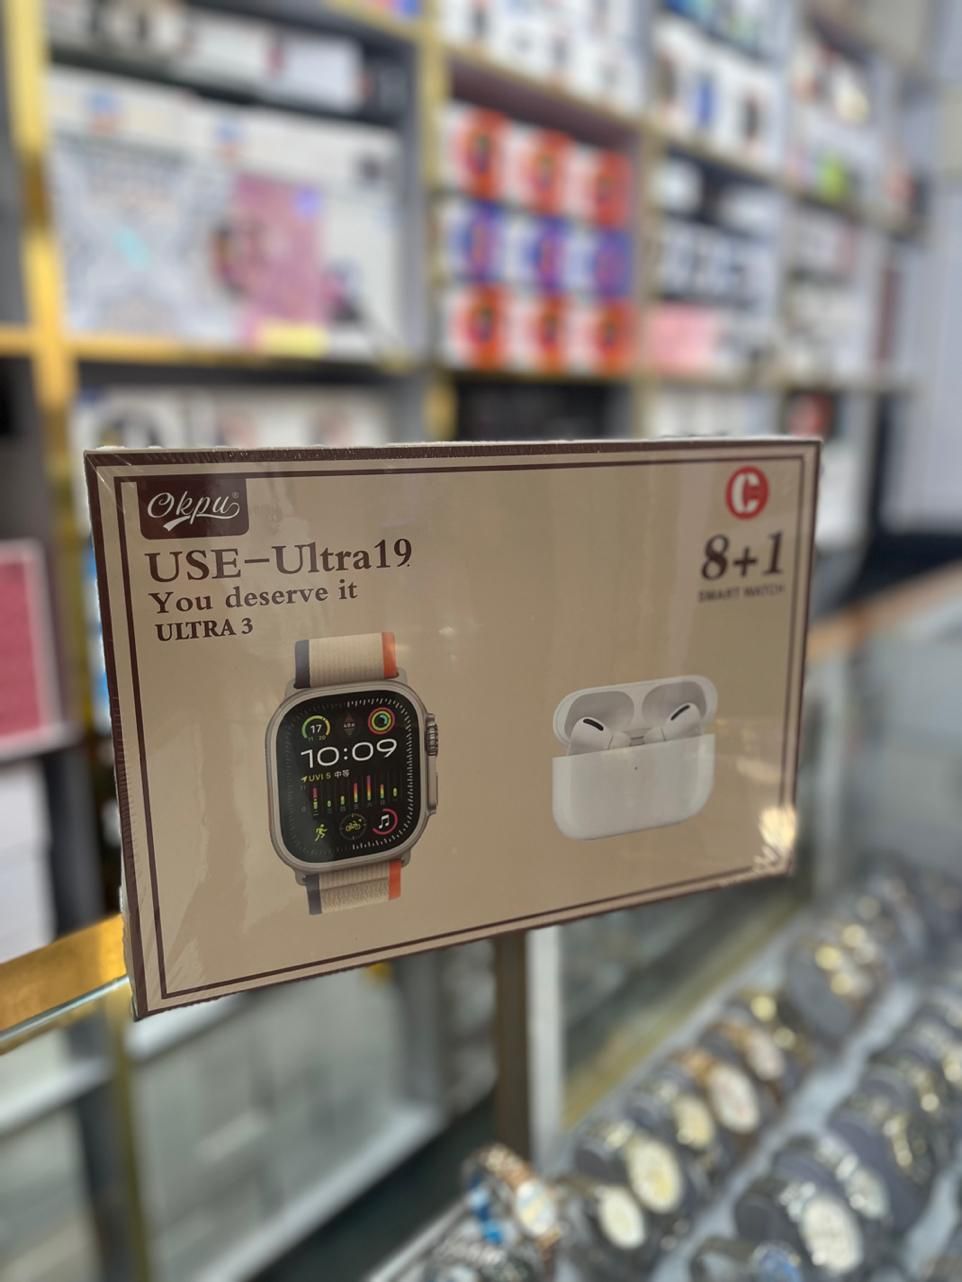 Okpu®
USE-Ultra19
You deserve it
ULTRA 3
8+1
SMART WATCH
17
10:09
UVI 5 中等